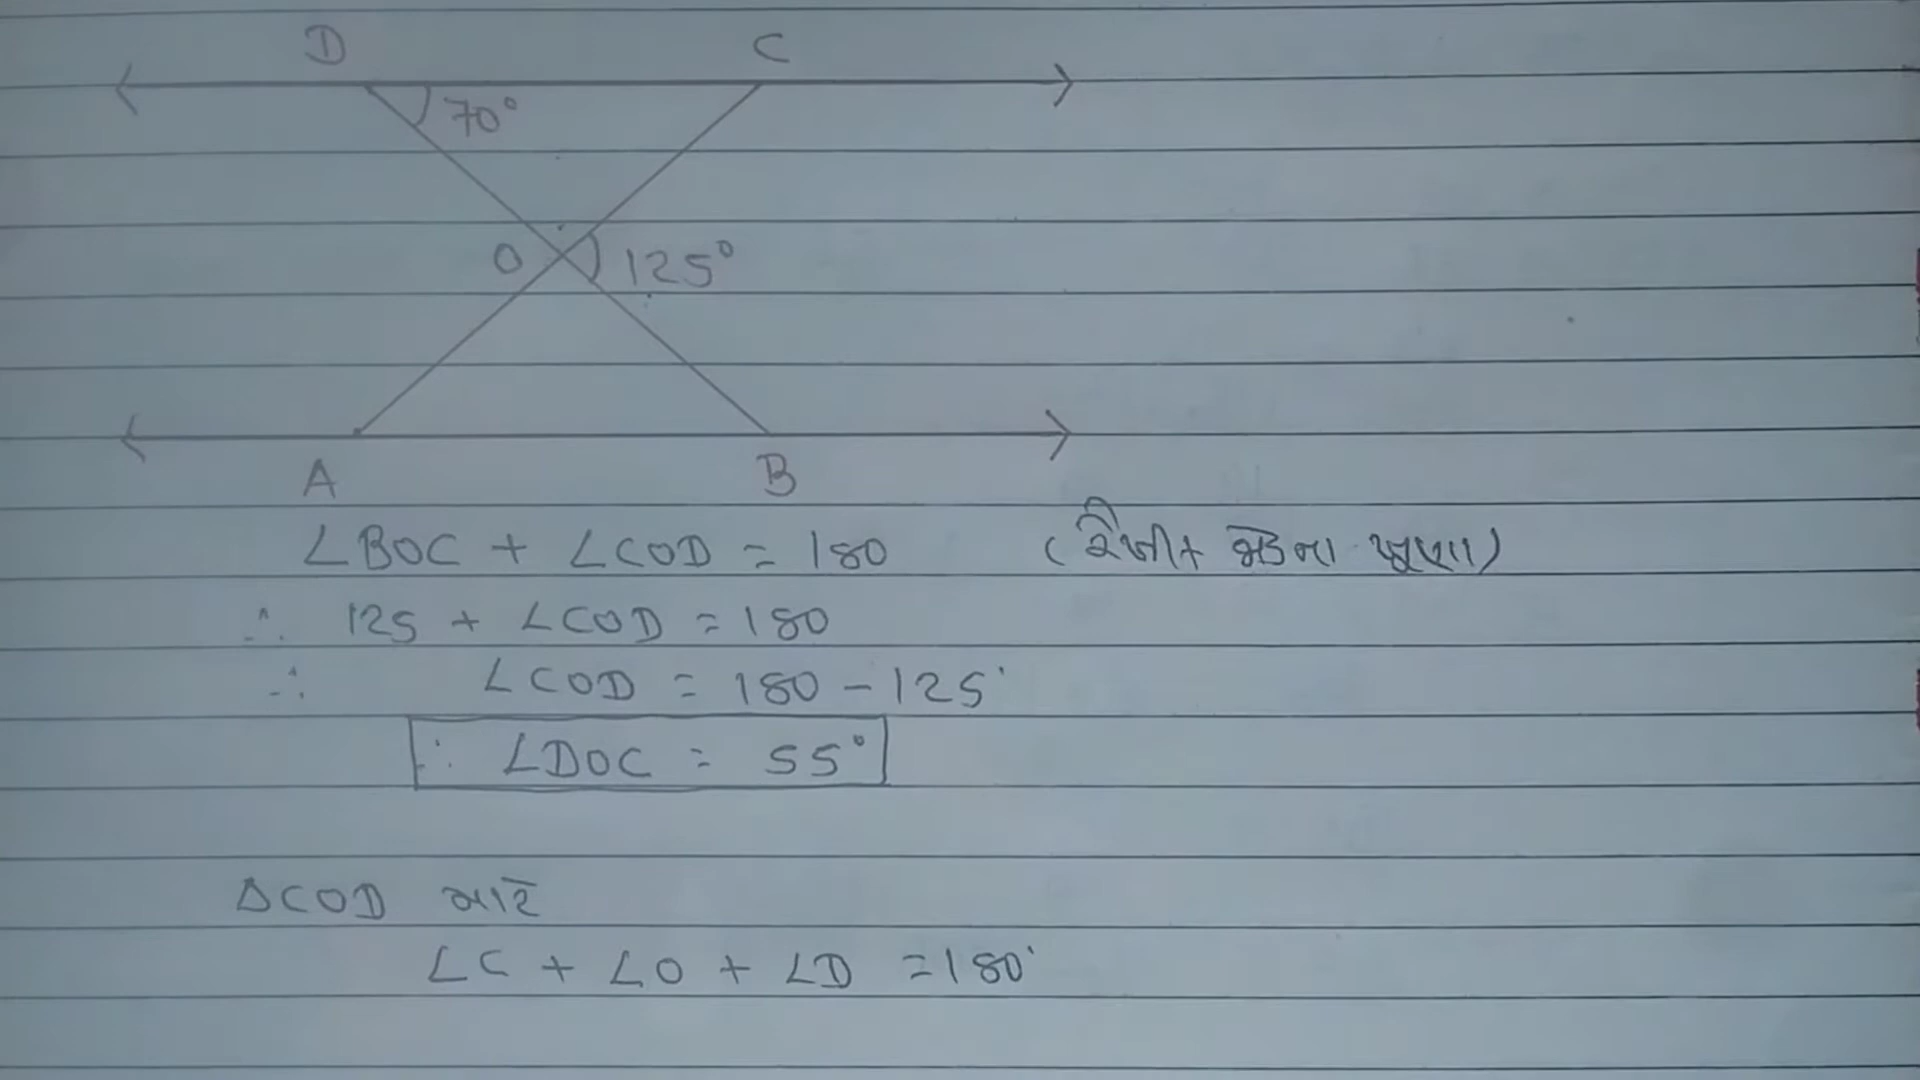 D C
70°
O 125°
A B
∠BOC + ∠COD = 180 (રૈખીક જોડના ખૂણા)
∴ 125 + ∠COD = 180
∴ ∠COD = 180 - 125°
∴ ∠DOC = 55°
ΔCOD માટે
∠C + ∠O + ∠D = 180°